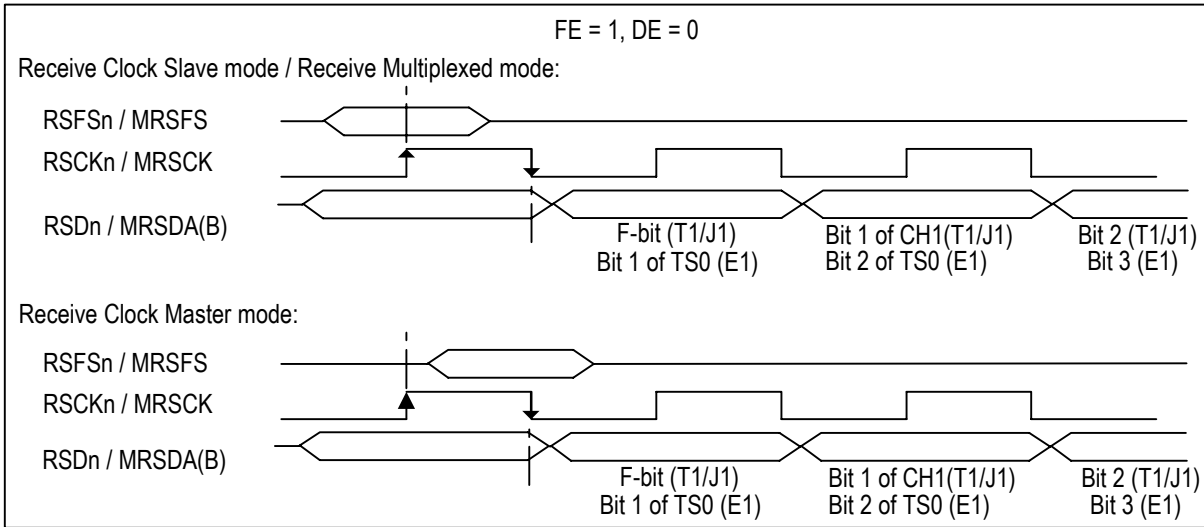 FE = 1, DE = 0
Receive Clock Slave mode / Receive Multiplexed mode:
RSFSn / MRSFS
RSCKn / MRSCK
RSDn / MRSDA(B)
F-bit (T1/J1)
Bit 1 of TS0 (E1)
Bit 1 of CH1(T1/J1)
Bit 2 of TS0 (E1)
Bit 2 (T1/J1)
Bit 3 (E1)
Receive Clock Master mode:
RSFSn / MRSFS
RSCKn / MRSCK
RSDn / MRSDA(B)
F-bit (T1/J1)
Bit 1 of TS0 (E1)
Bit 1 of CH1(T1/J1)
Bit 2 of TS0 (E1)
Bit 2 (T1/J1)
Bit 3 (E1)